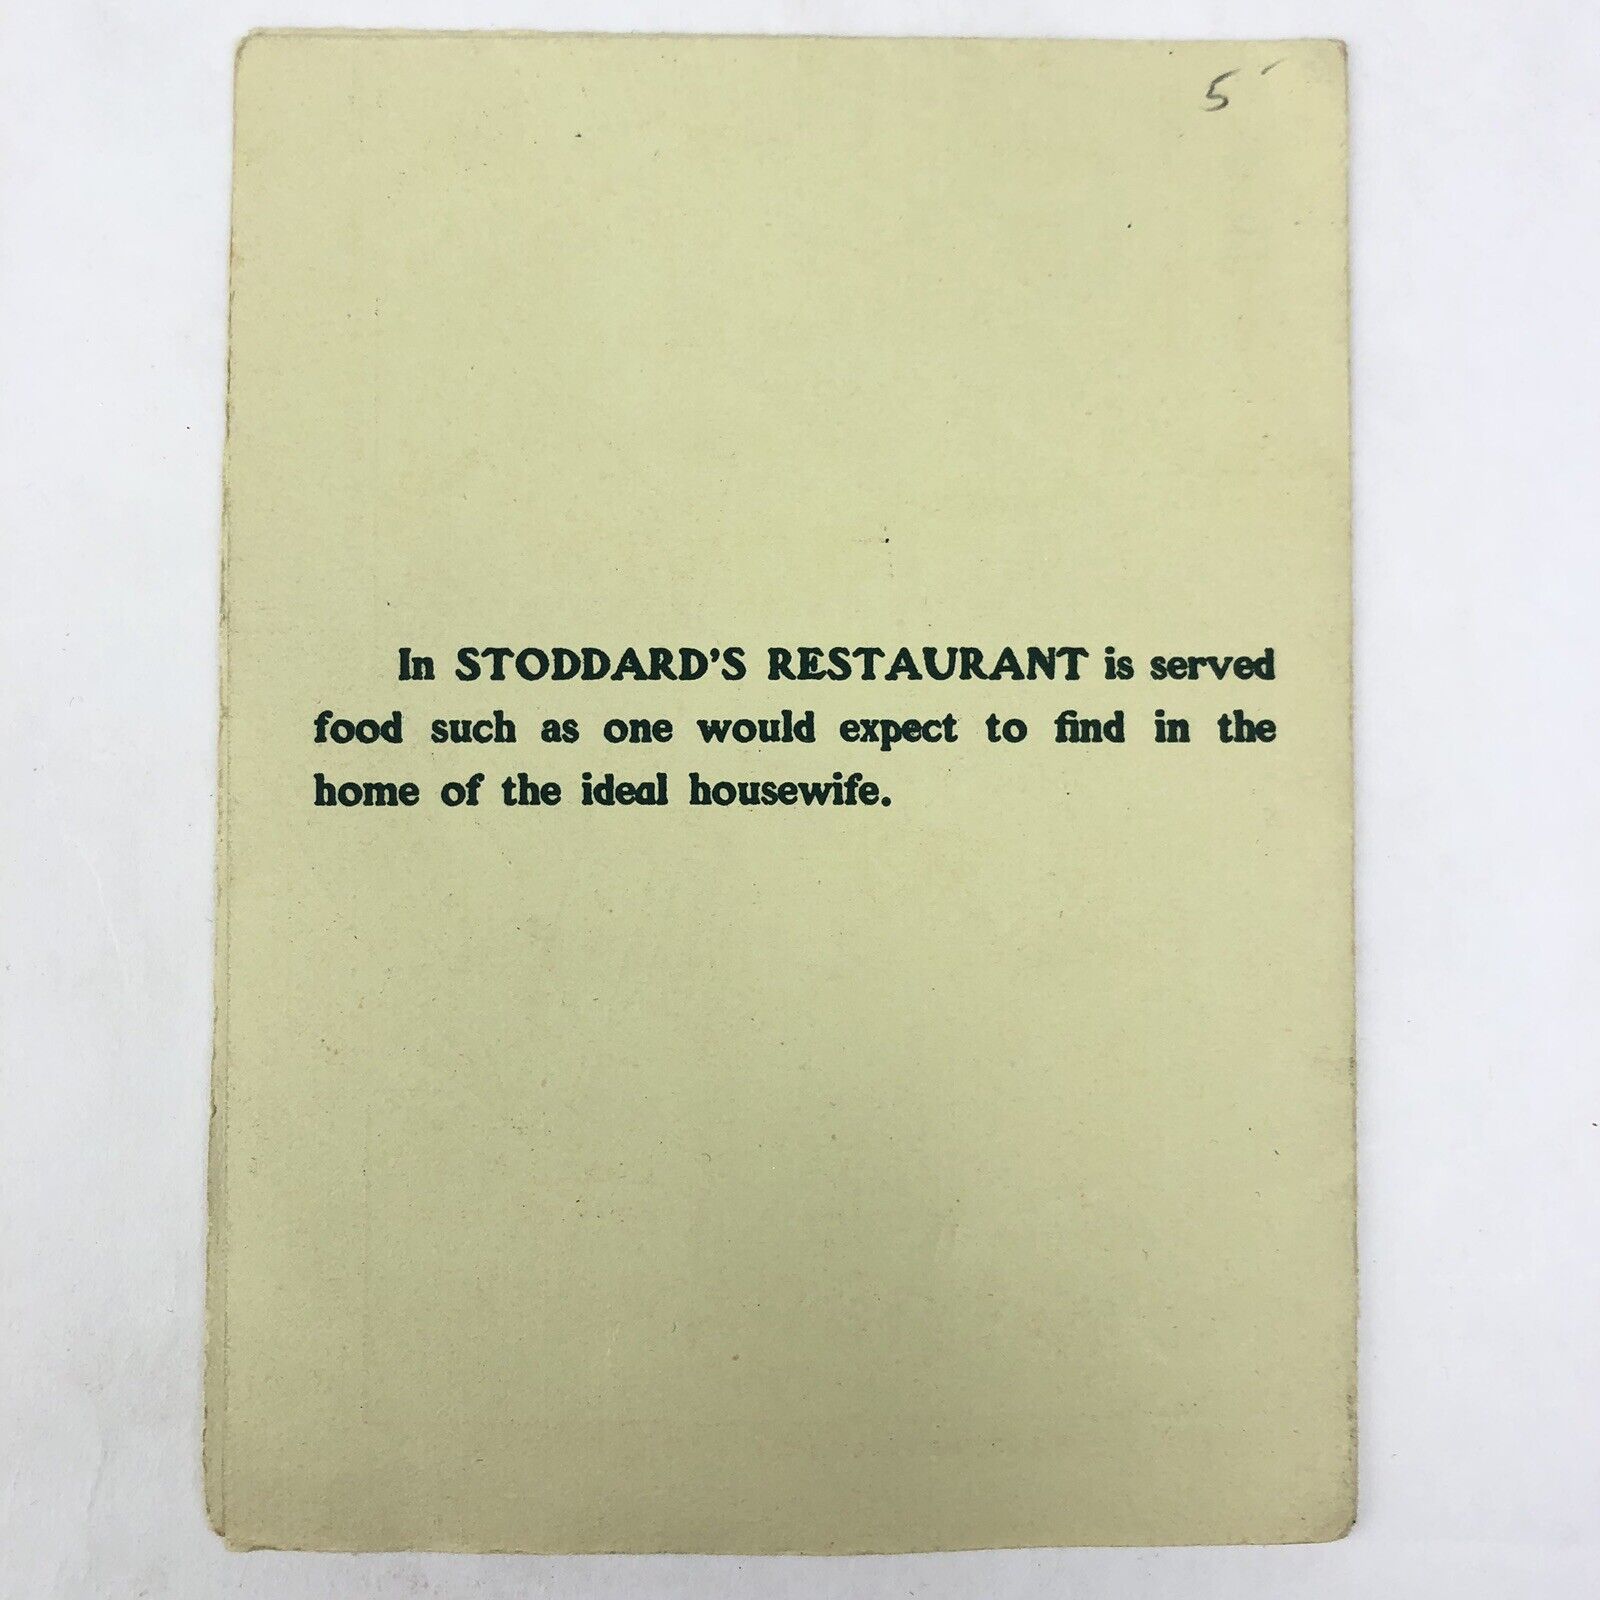 5
In STODDARD'S RESTAURANT is served
food such as one would expect to find in the
home of the ideal housewife.